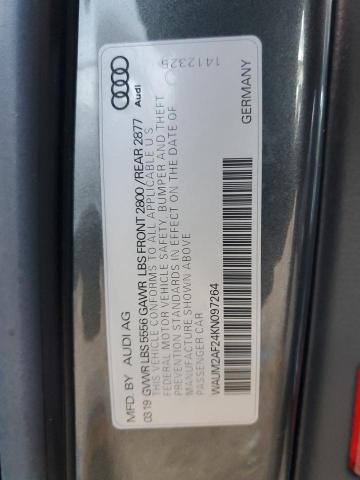 MFD. BY AUDI AG
03.19 GVWR LBS 5556 GAWR LBS FRONT 2800/REAR 2877
THIS VEHICLE CONFORMS TO ALL APPLICABLE U.S.
FEDERAL MOTOR VEHICLE SAFETY, BUMPER AND THEFT
PREVENTION STANDARDS IN EFFECT ON THE DATE OF
MANUFACTURE SHOWN ABOVE
PASSENGER CAR
WAUM2AF24KN097264
GERMANY
Audi
1412325